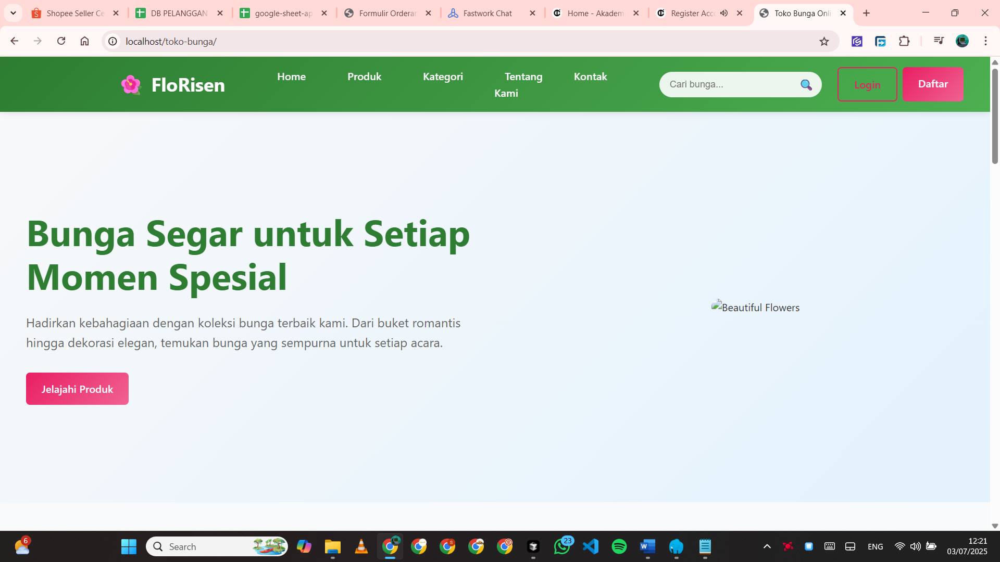 Shopee Seller Ce
DB PELANGGAN
google-sheet-ap
Formulir Orderan
Fastwork Chat
Home - Akadem
Register Acc
Toko Bunga Onli
localhost/toko-bunga/
FloRisen
Home
Produk
Kategori
Tentang
Kami
Kontak
Cari bunga...
Login
Daftar
Bunga Segar untuk Setiap
Momen Spesial
Hadirkan kebahagiaan dengan koleksi bunga terbaik kami. Dari buket romantis
hingga dekorasi elegan, temukan bunga yang sempurna untuk setiap acara.
Jelajahi Produk
Beautiful Flowers
6
Search
23
ENG
12:21
03/07/2025